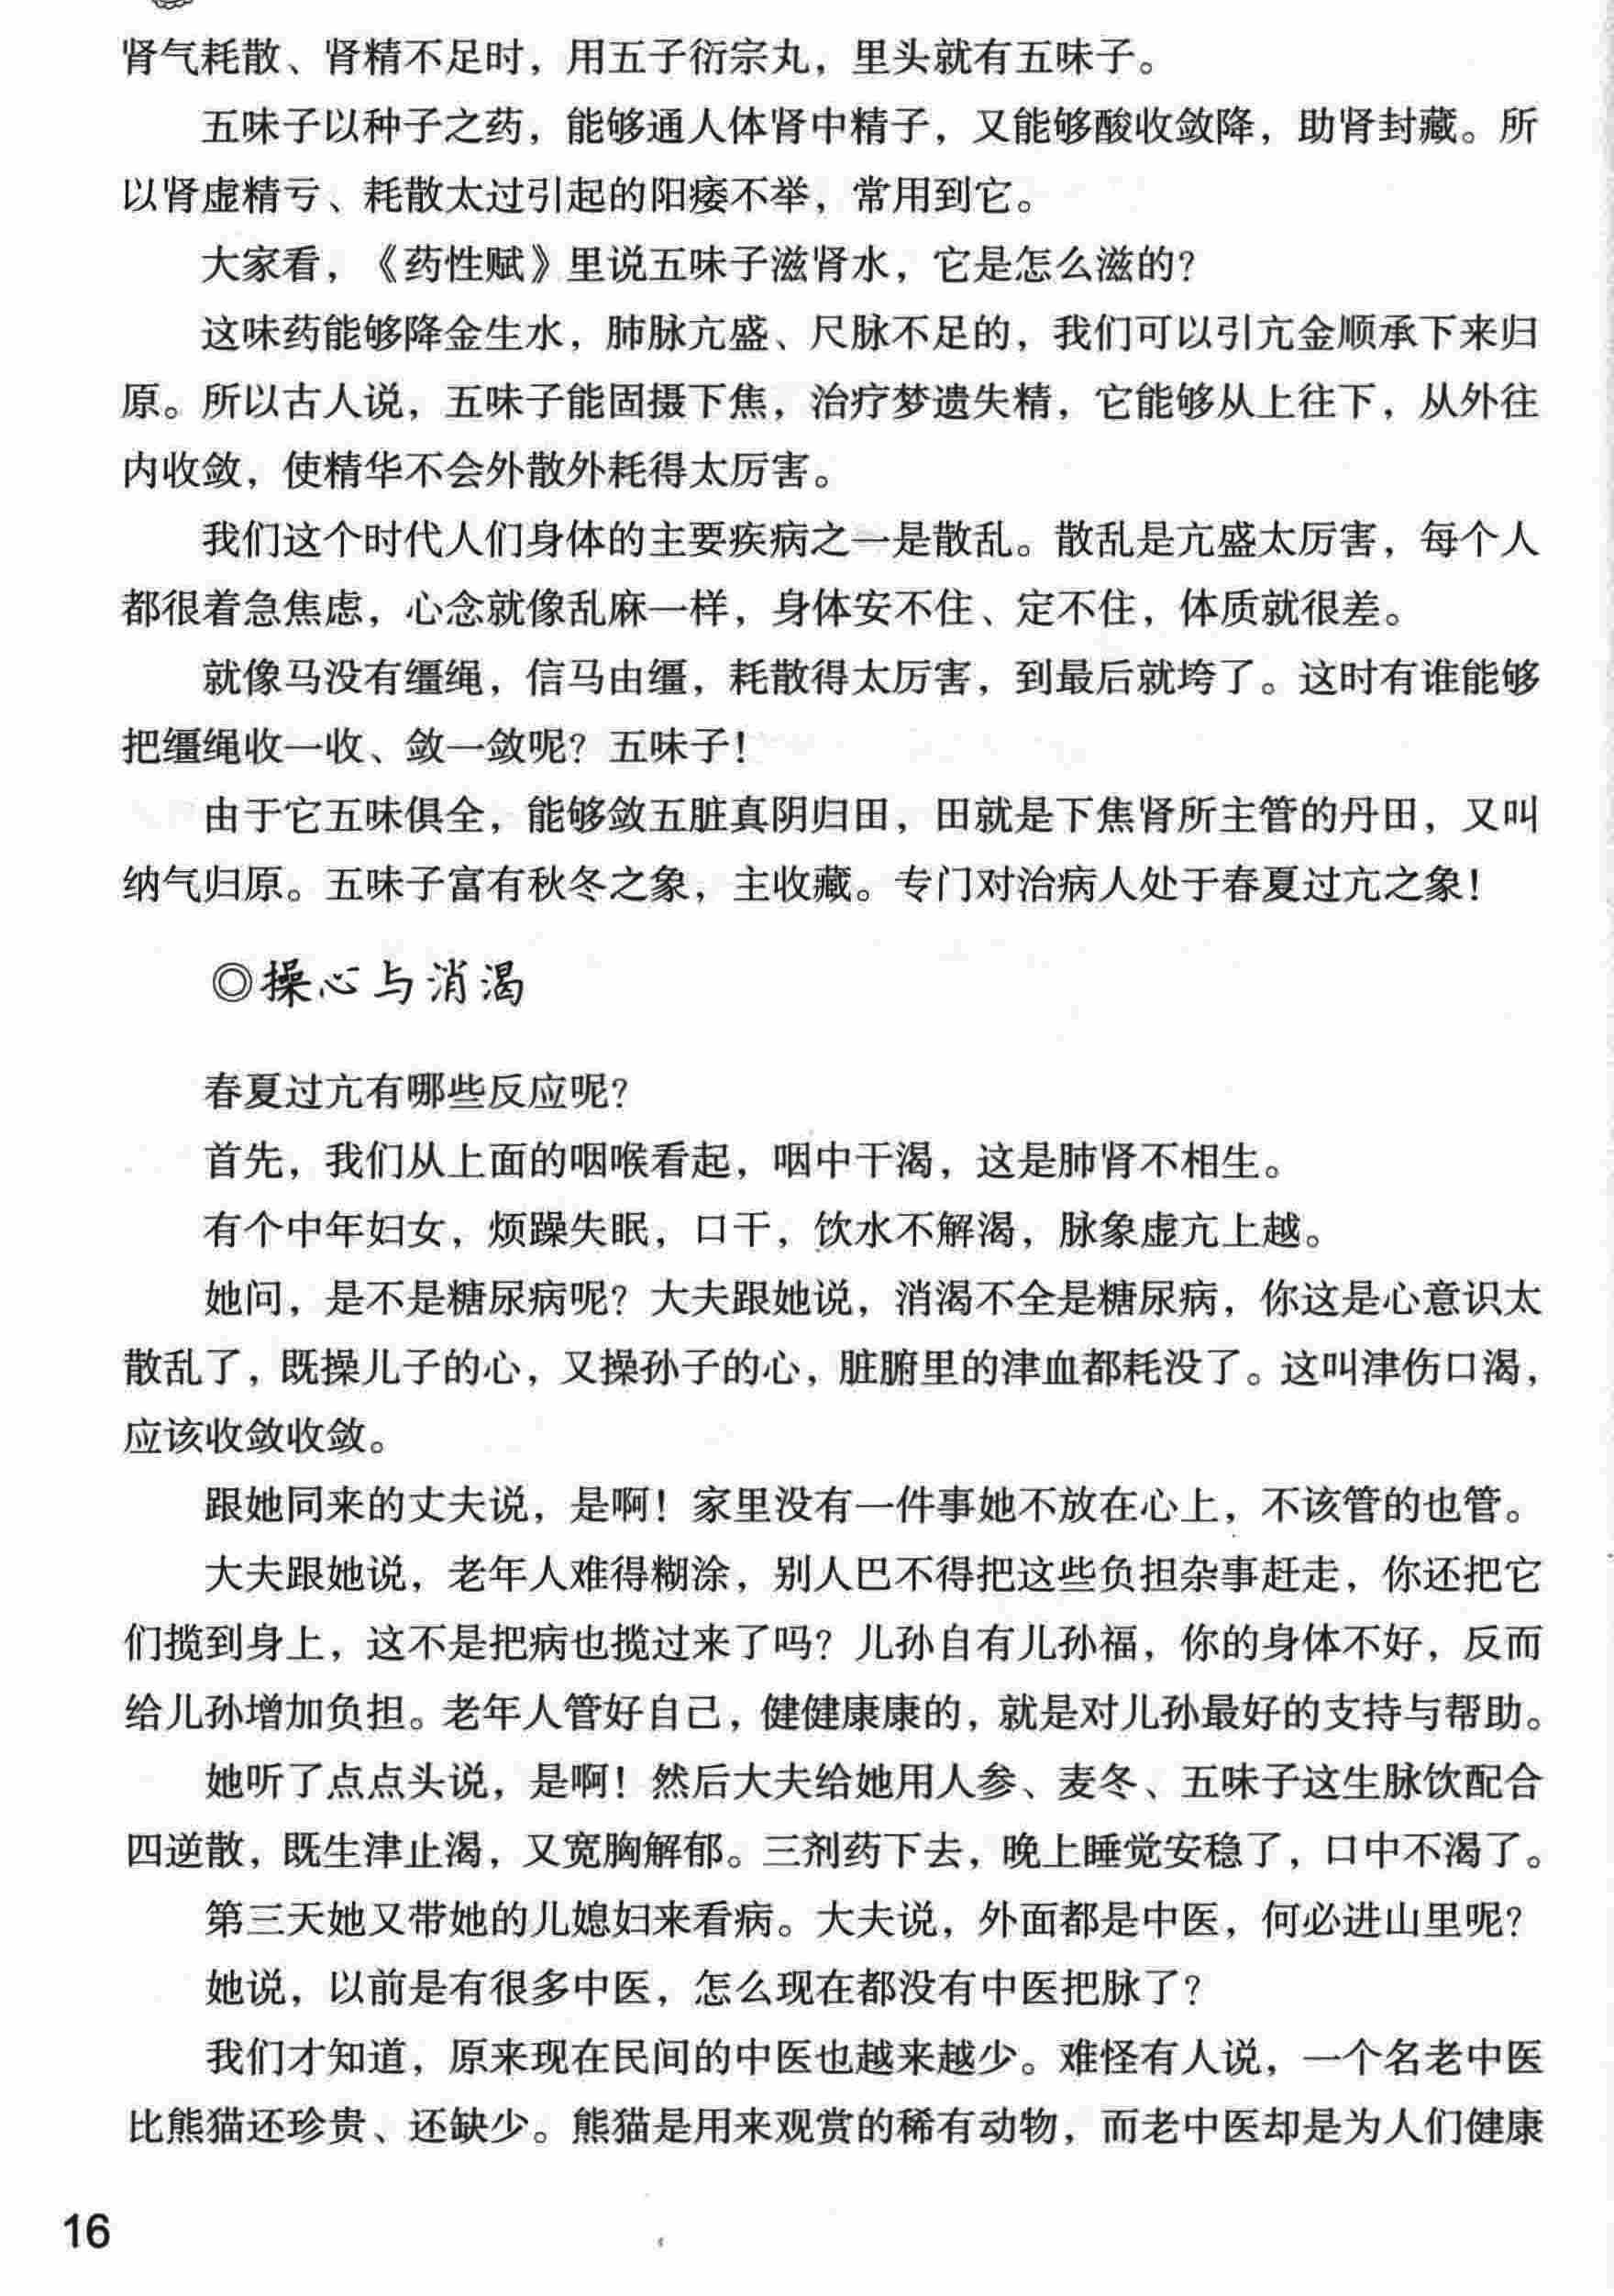 肾气耗散、肾精不足时，用五子衍宗丸，里头就有五味子。
五味子以种子之药，能够通人体肾中精子，又能够酸收敛降，助肾封藏。所
以肾虚精亏、耗散太过引起的阳痿不举，常用到它。
大家看，《药性赋》里说五味子滋肾水，它是怎么滋的？
这味药能够降金生水，肺脉亢盛、尺脉不足的，我们可以引亢金顺承下来归
原。所以古人说，五味子能固摄下焦，治疗梦遗失精，它能够从上往下，从外往
内收敛，使精华不会外散外耗得太厉害。
我们这个时代人们身体的主要疾病之一是散乱。散乱是亢盛太厉害，每个人
都很着急焦虑，心念就像乱麻一样，身体安不住、定不住，体质就很差。
就像马没有缰绳，信马由缰，耗散得太厉害，到最后就垮了。这时有谁能够
把缰绳收一收、敛一敛呢？五味子！
由于它五味俱全，能够敛五脏真阴归田，田就是下焦肾所主管的丹田，又叫
纳气归原。五味子富有秋冬之象，主收藏。专门对治病人处于春夏过亢之象！
◎操心与消渴
春夏过亢有哪些反应呢？
首先，我们从上面的咽喉看起，咽中干渴，这是肺肾不相生。
有个中年妇女，烦躁失眠，口干，饮水不解渴，脉象虚亢上越。
她问，是不是糖尿病呢？大夫跟她说，消渴不全是糖尿病，你这是心意识太
散乱了，既操儿子的心，又操孙子的心，脏腑里的津血都耗没了。这叫津伤口渴，
应该收敛收敛。
跟她同来的丈夫说，是啊！家里没有一件事她不放在心上，不该管的也管。
大夫跟她说，老年人难得糊涂，别人巴不得把这些负担杂事赶走，你还把它
们揽到身上，这不是把病也揽过来了吗？儿孙自有儿孙福，你的身体不好，反而
给儿孙增加负担。老年人管好自己，健健康康的，就是对儿孙最好的支持与帮助。
她听了点点头说，是啊！然后大夫给她用人参、麦冬、五味子这生脉饮配合
四逆散，既生津止渴，又宽胸解郁。三剂药下去，晚上睡觉安稳了，口中不渴了。
第三天她又带她的儿媳妇来看病。大夫说，外面都是中医，何必进山里呢？
她说，以前是有很多中医，怎么现在都没有中医把脉了？
我们才知道，原来现在民间的中医也越来越少。难怪有人说，一个名老中医
比熊猫还珍贵、还缺少。熊猫是用来观赏的稀有动物，而老中医却是为人们健康
16